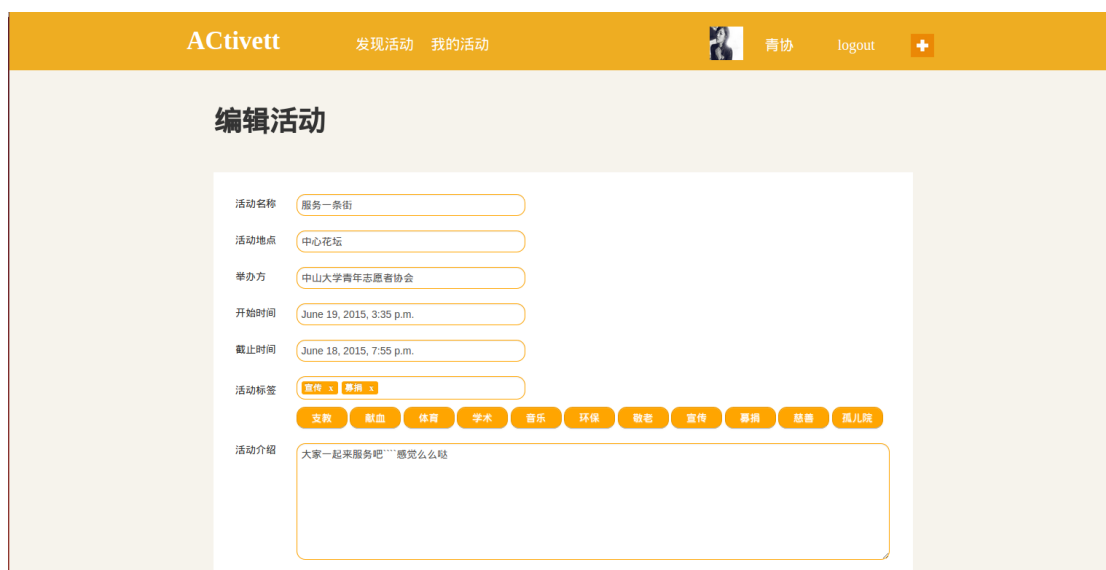 ACtivett 发现活动 我的活动 青协 logout
编辑活动
活动名称 服务一条街
活动地点 中心花坛
举办方 中山大学青年志愿者协会
开始时间 June 19, 2015, 3:35 p.m.
截止时间 June 18, 2015, 7:55 p.m.
活动标签 宣传 x 募捐 x
支教 献血 体育 学术 音乐 环保 敬老 宣传 募捐 慈善 孤儿院
活动介绍 大家一起来服务吧````感觉么么哒